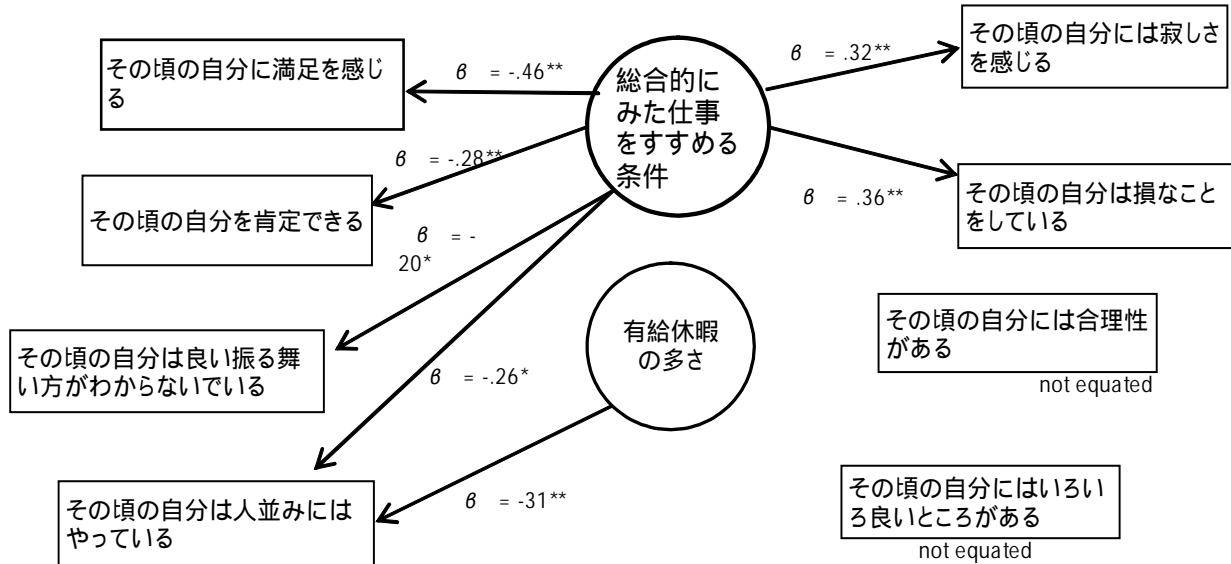 その頃の自分に満足を感じ
る
β = -.46**
総合的に
みた仕事
をすすめる
条件
β = .32**
その頃の自分には寂しさ
を感じる
β = -.28**
その頃の自分を肯定できる
β = .36**
その頃の自分は損なこと
をしている
β = -
20*
その頃の自分は良い振る舞
い方がわからないでいる
有給休暇
の多さ
その頃の自分には合理性
がある
not equated
β = -.26*
その頃の自分は人並みには
やっている
β = -31**
その頃の自分にはいろい
ろ良いところがある
not equated